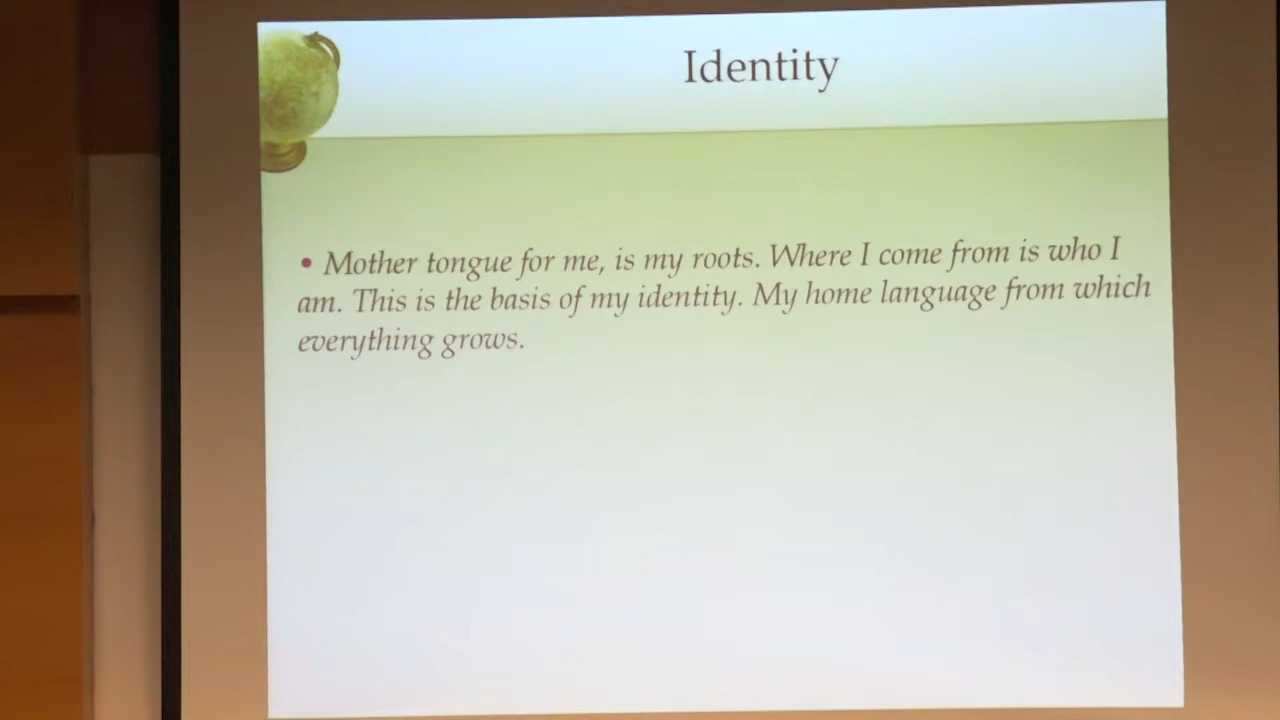 Identity
• Mother tongue for me, is my roots. Where I come from is who I
am. This is the basis of my identity. My home language from which
everything grows.